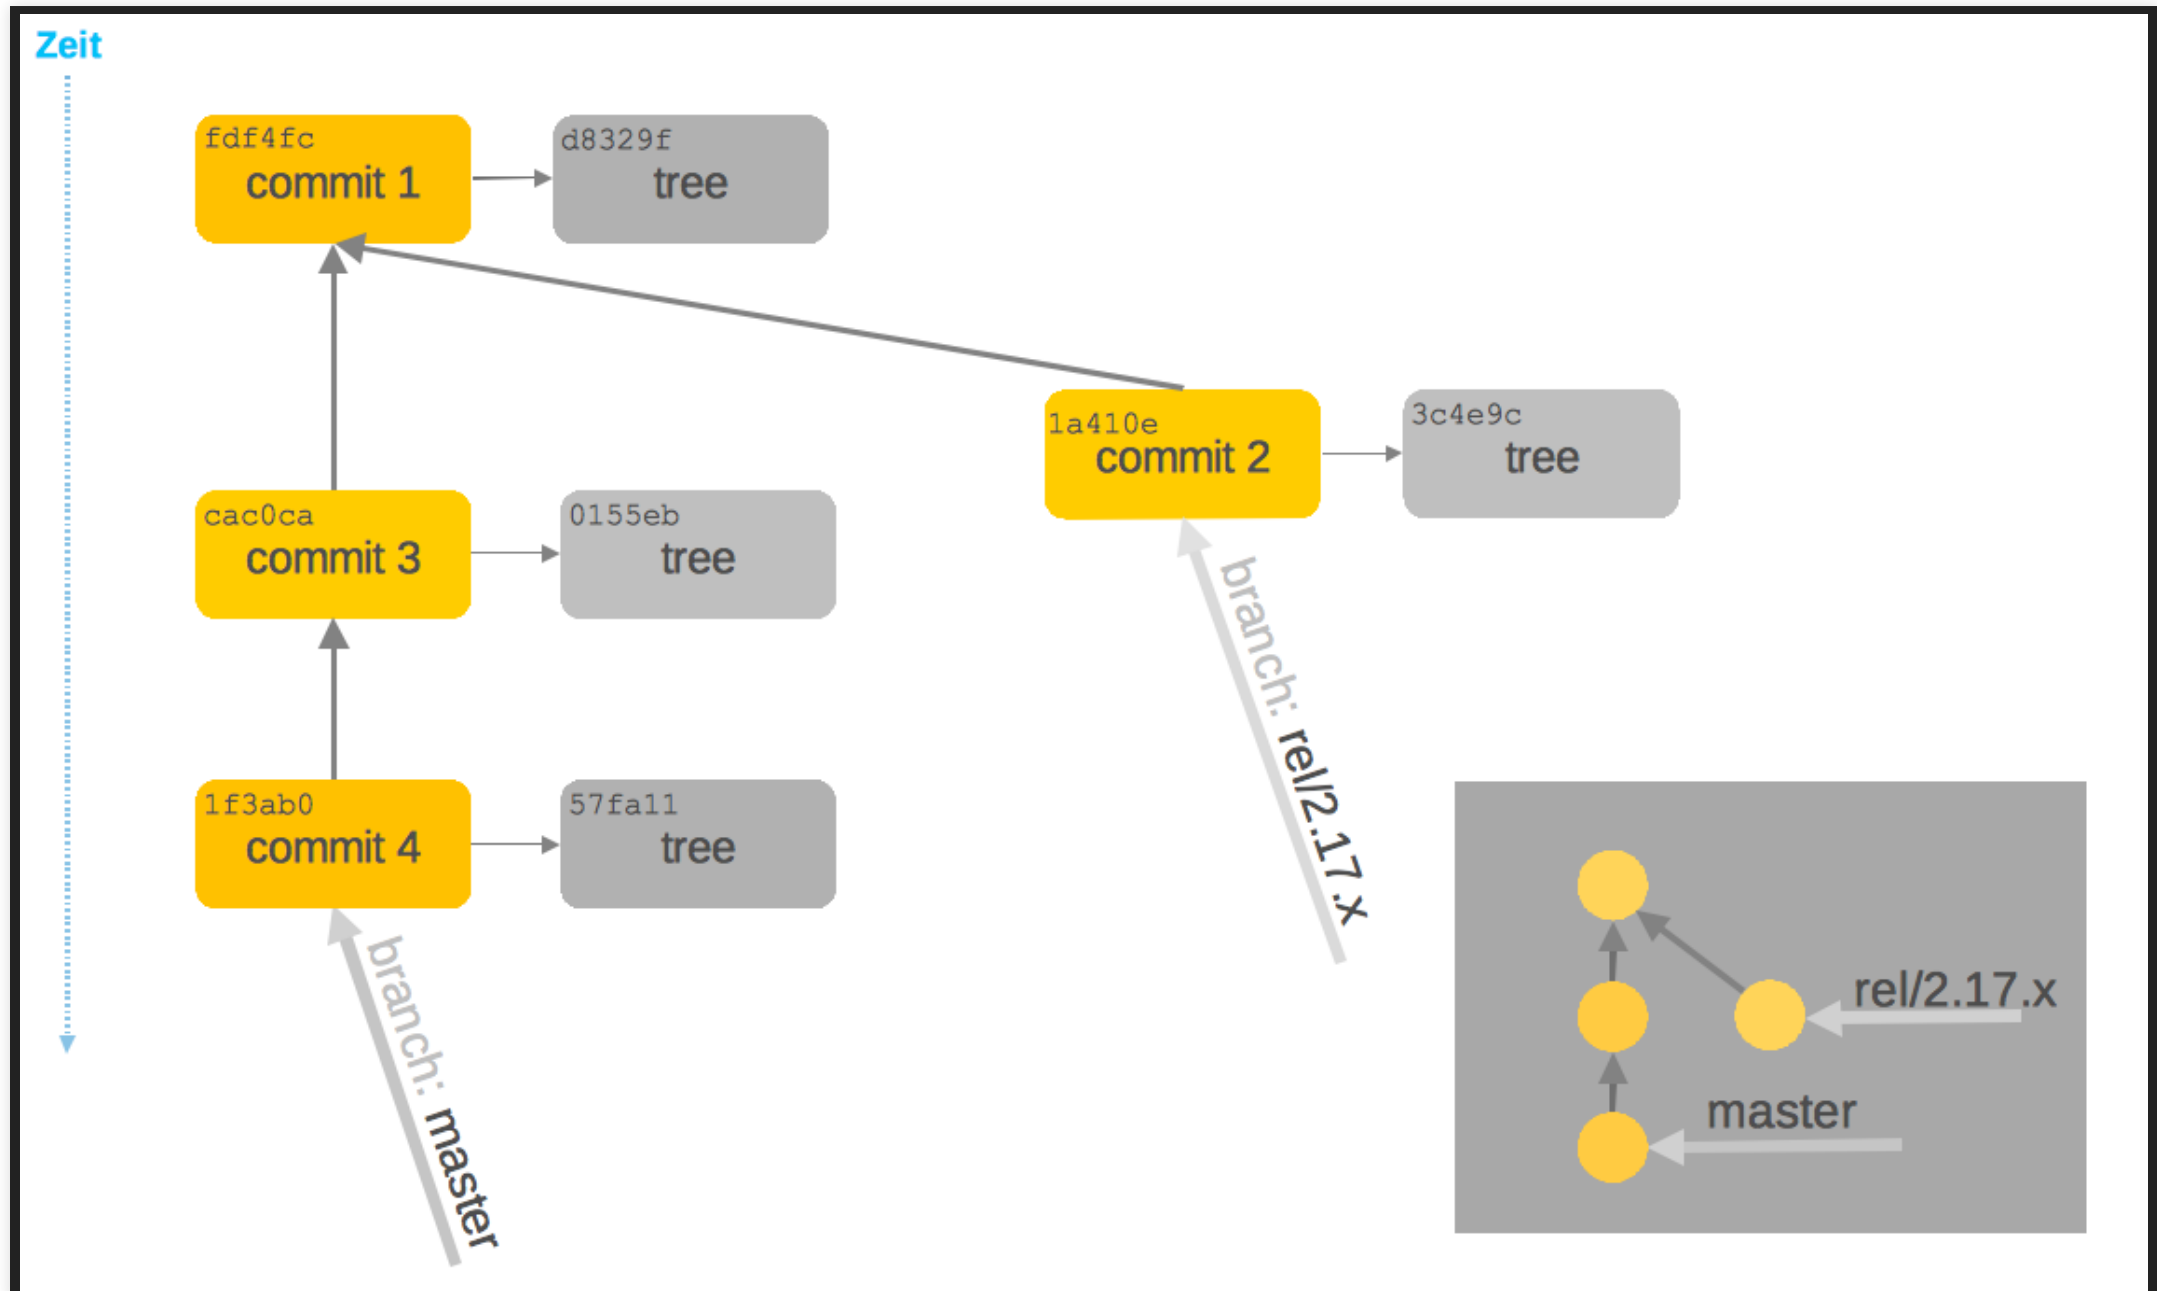 Zeit
fdf4fc
commit 1
d8329f
tree
1a410e
commit 2
3c4e9c
tree
cac0ca
commit 3
0155eb
tree
branch: rel/2.17.x
1f3ab0
commit 4
57fa11
tree
branch: master
rel/2.17.x
master